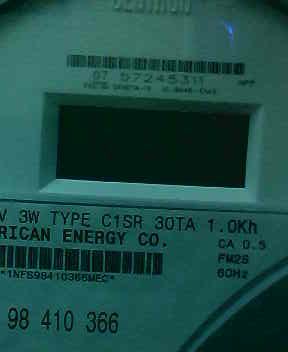 07 57245311
V 3W TYPE C1SR 30TA 1.0Kh
RICAN ENERGY CO.
CA 0.5
FM2S
60Hz
*1NFS98410366MEC*
98 410 366